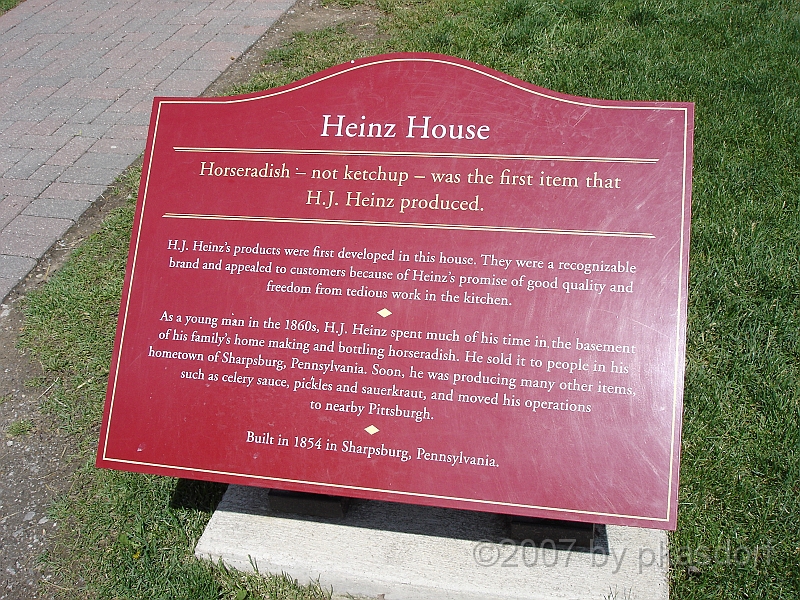 Heinz House
Horseradish – not ketchup – was the first item that
H.J. Heinz produced.
H.J. Heinz's products were first developed in this house. They were a recognizable
brand and appealed to customers because of Heinz's promise of good quality and
freedom from tedious work in the kitchen.
As a young man in the 1860s, H.J. Heinz spent much of his time in the basement
of his family's home making and bottling horseradish. He sold it to people in his
hometown of Sharpsburg, Pennsylvania. Soon, he was producing many other items,
such as celery sauce, pickles and sauerkraut, and moved his operations
to nearby Pittsburgh.
Built in 1854 in Sharpsburg, Pennsylvania.
©2007 by pkasdorf